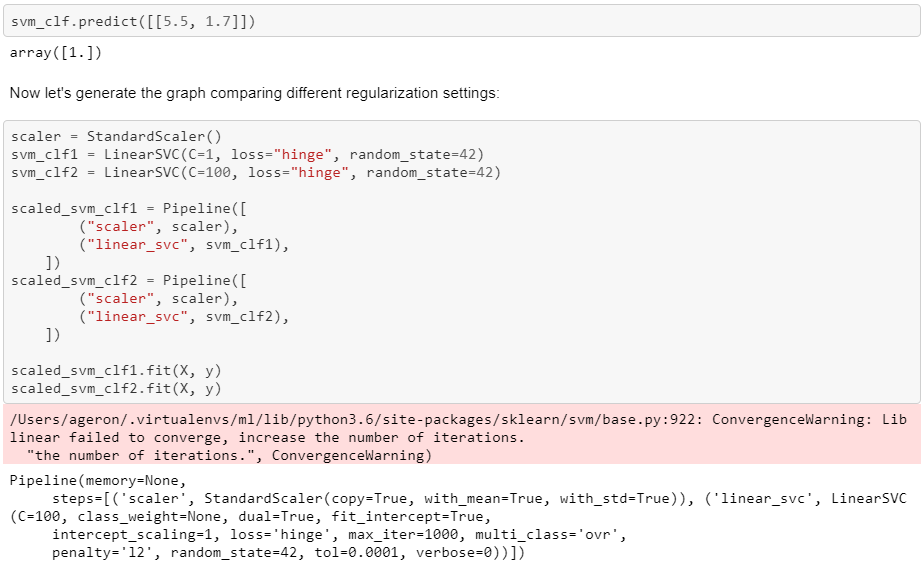 svm_clf.predict([[5.5, 1.7]])
array([1.])
Now let's generate the graph comparing different regularization settings:
scaler = StandardScaler()
svm_clf1 = LinearSVC(C=1, loss="hinge", random_state=42)
svm_clf2 = LinearSVC(C=100, loss="hinge", random_state=42)
scaled_svm_clf1 = Pipeline([
        ("scaler", scaler),
        ("linear_svc", svm_clf1),
    ])
scaled_svm_clf2 = Pipeline([
        ("scaler", scaler),
        ("linear_svc", svm_clf2),
    ])
scaled_svm_clf1.fit(X, y)
scaled_svm_clf2.fit(X, y)
/Users/ageron/.virtualenvs/ml/lib/python3.6/site-packages/sklearn/svm/base.py:922: ConvergenceWarning: Lib
linear failed to converge, increase the number of iterations.
  "the number of iterations.", ConvergenceWarning)
Pipeline(memory=None,
     steps=[('scaler', StandardScaler(copy=True, with_mean=True, with_std=True)), ('linear_svc', LinearSVC
(C=100, class_weight=None, dual=True, fit_intercept=True,
     intercept_scaling=1, loss='hinge', max_iter=1000, multi_class='ovr',
     penalty='l2', random_state=42, tol=0.0001, verbose=0))])